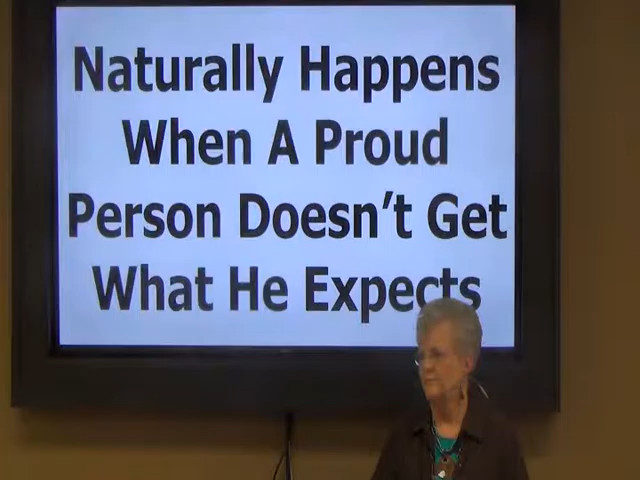 Naturally Happens
When A Proud
Person Doesn't Get
What He Expects